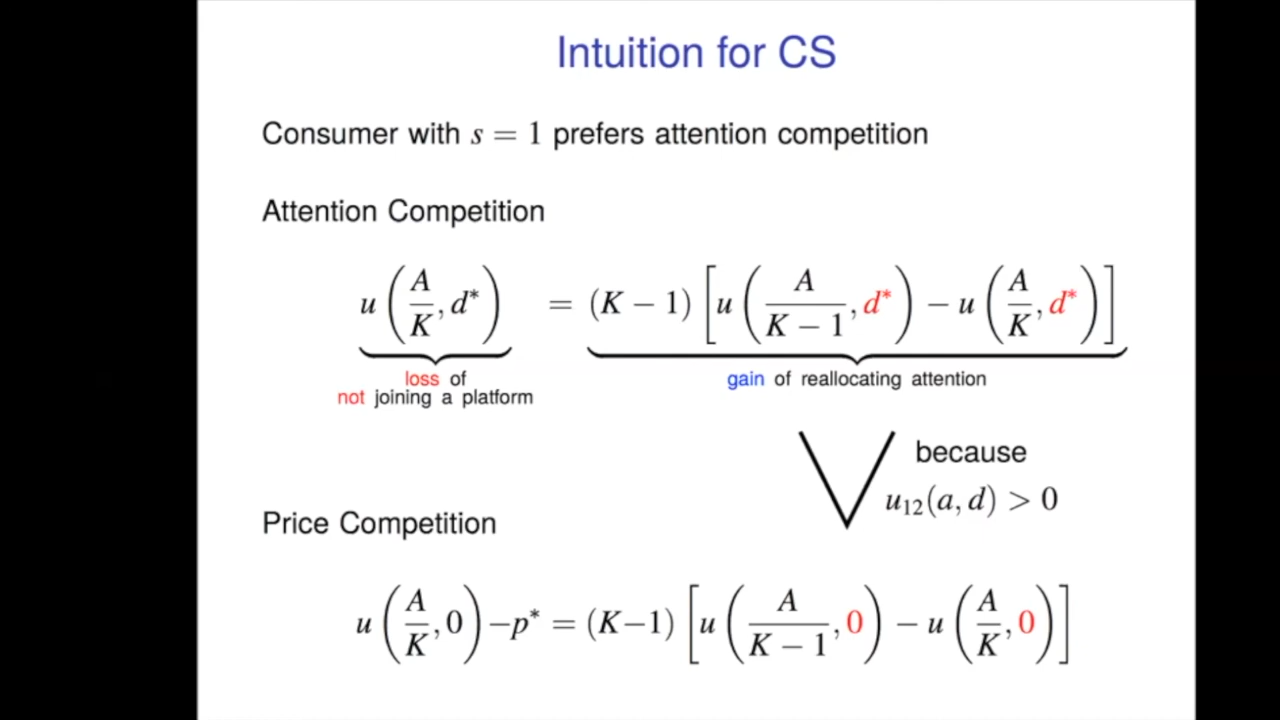 Intuition for CS
Consumer with s = 1 prefers attention competition
Attention Competition
u(A/K, d*) = (K − 1) [u(A/(K − 1), d*) − u(A/K, d*)]
loss of
not joining a platform
gain of reallocating attention
because
u₁₂(a, d) > 0
Price Competition
u(A/K, 0) − p* = (K−1) [u(A/(K − 1), 0) − u(A/K, 0)]